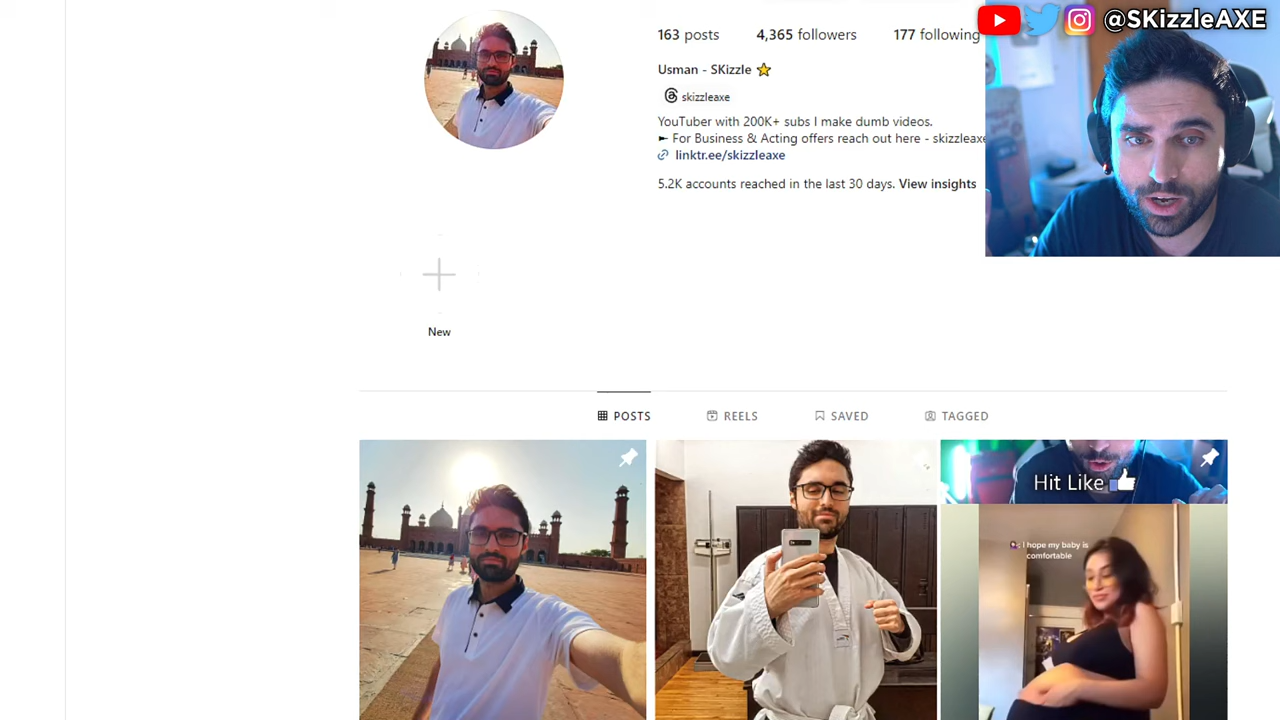 @SKizzleAXE
163 posts 4,365 followers 177 following
Usman - SKizzle
skizzleaxe
YouTuber with 200K+ subs I make dumb videos.
► For Business & Acting offers reach out here - skizzleaxe
linktr.ee/skizzleaxe
5.2K accounts reached in the last 30 days. View insights
New
POSTS REELS SAVED TAGGED
Hit Like
I hope my baby is
comfortable